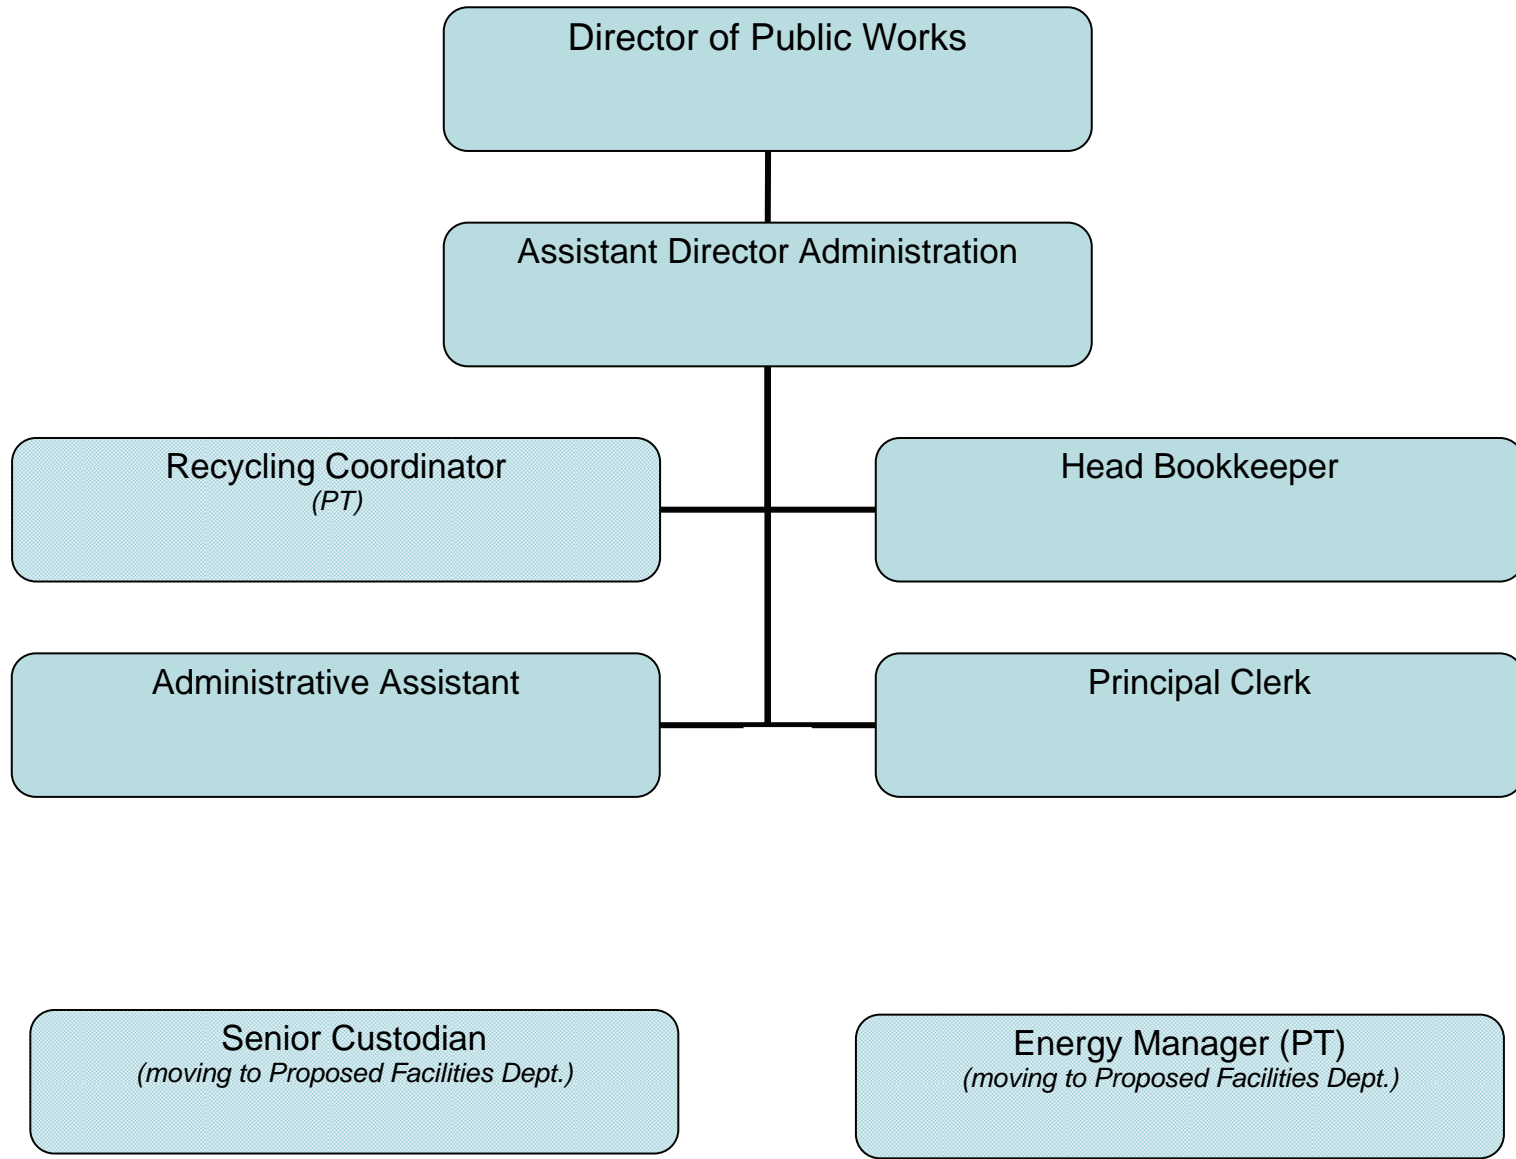 Director of Public Works
Assistant Director Administration
Recycling Coordinator
(PT)
Head Bookkeeper
Administrative Assistant
Principal Clerk
Senior Custodian
(moving to Proposed Facilities Dept.)
Energy Manager (PT)
(moving to Proposed Facilities Dept.)